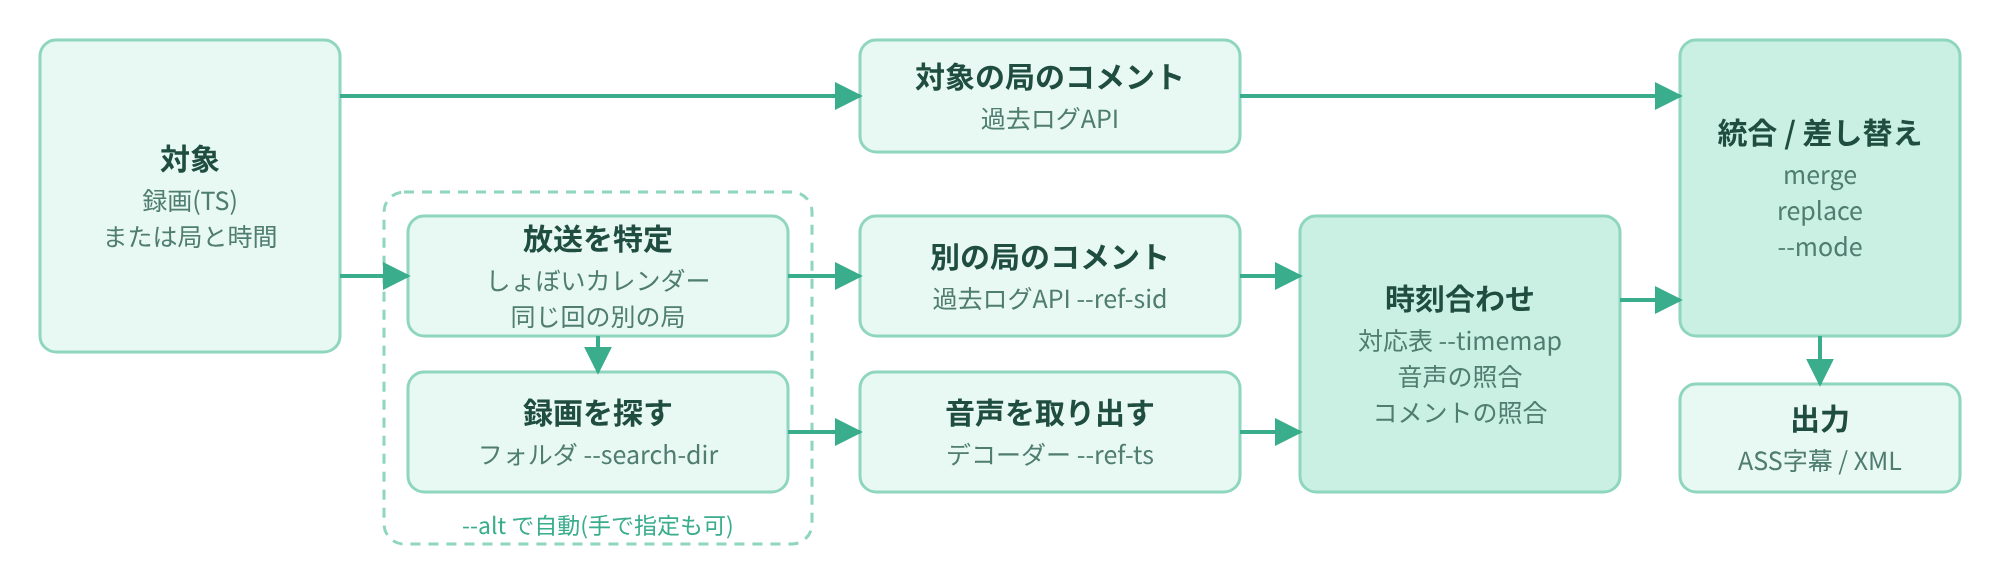 対象
録画(TS)
または局と時間
対象の局のコメント
過去ログAPI
放送を特定
しょぼいカレンダー
同じ回の別の局
録画を探す
フォルダ --search-dir
--alt で自動(手で指定も可)
別の局のコメント
過去ログAPI --ref-sid
音声を取り出す
デコーダー --ref-ts
時刻合わせ
対応表 --timemap
音声の照合
コメントの照合
統合 / 差し替え
merge
replace
--mode
出力
ASS字幕 / XML